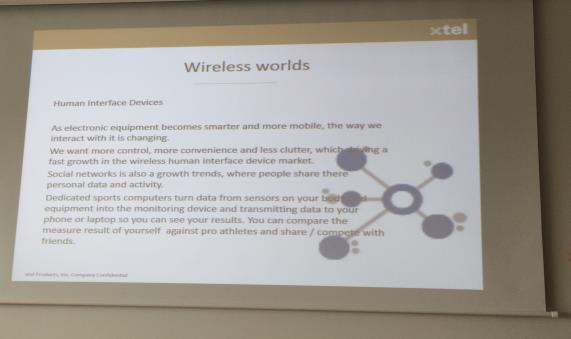 xtel
Wireless worlds
Human Interface Devices
As electronic equipment becomes smarter and more mobile, the way we
interact with it is changing.
We want more control, more convenience and less clutter, which driving a
fast growth in the wireless human interface device market.
Social networks is also a growth trends, where people share there
personal data and activity.
Dedicated sports computers turn data from sensors on your body and
equipment into the monitoring device and transmitting data to your
phone or laptop so you can see your results. You can compare the
measure result of yourself against pro athletes and share / compete with
friends.
xtel Products, Inc. Company Confidential